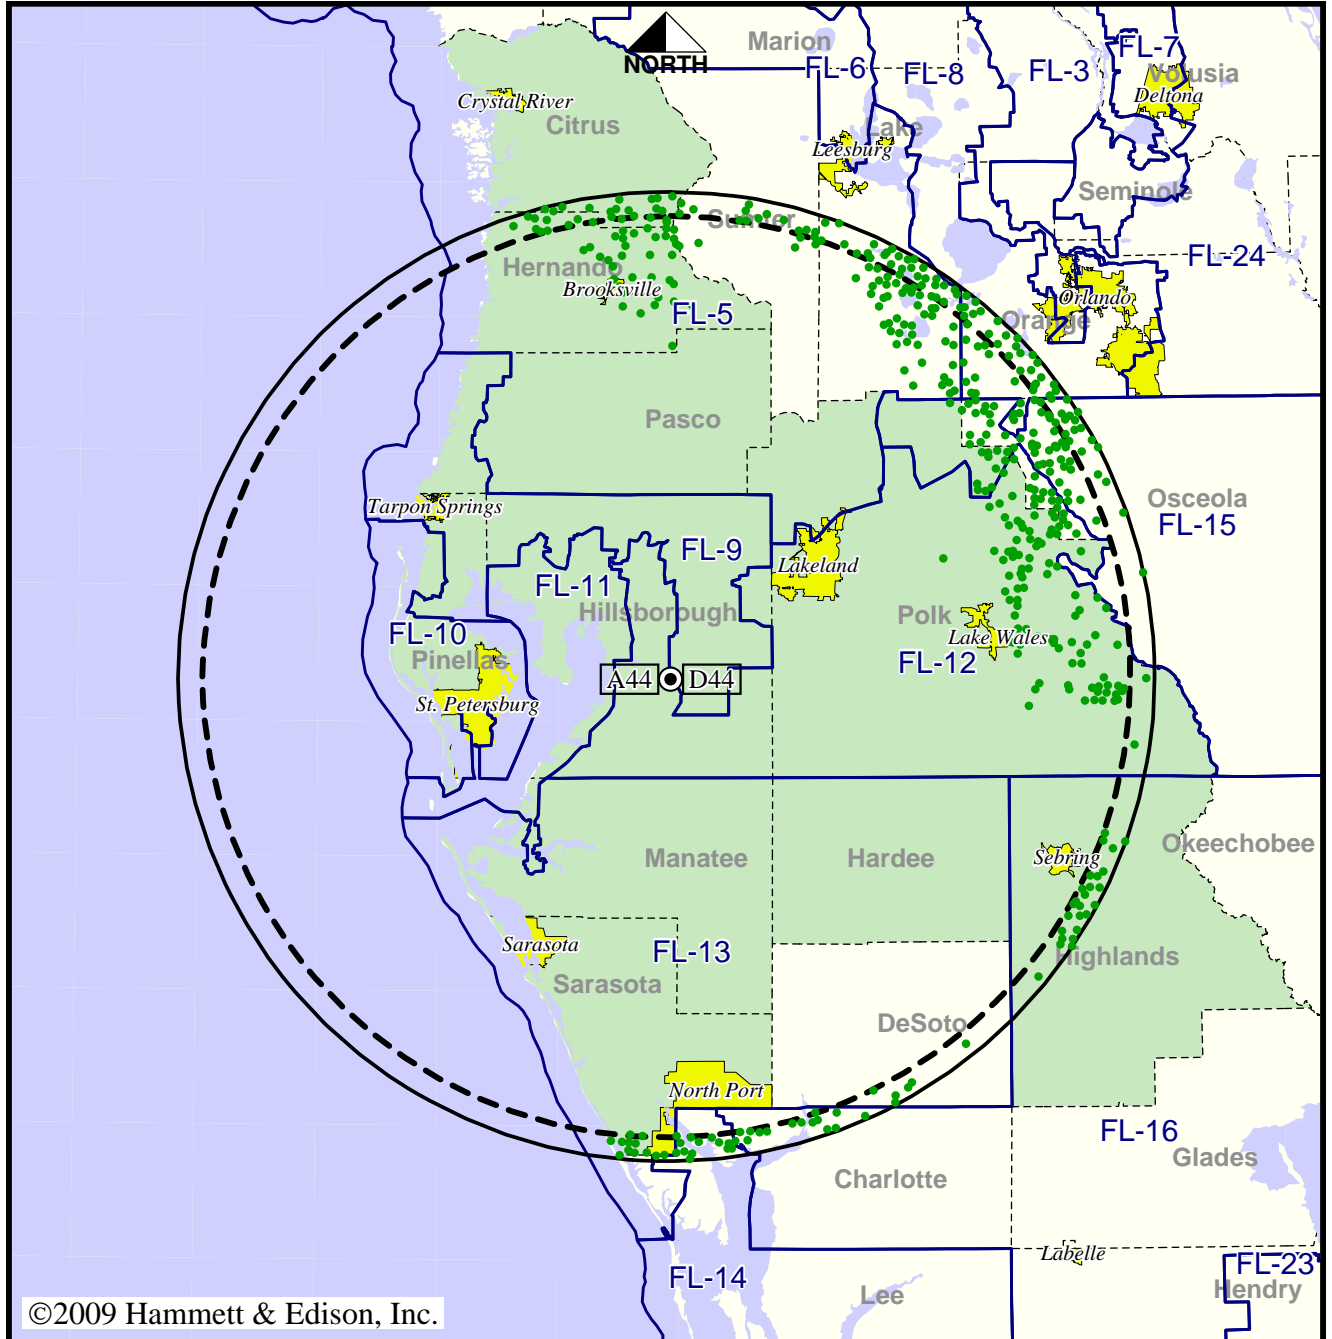 Marion
FL-7
NORTH
FL-6
FL-8
FL-3
Volusia
Deltona
Crystal River
Citrus
Lake
Leesburg
Seminole
Sumter
FL-24
Hernando
Brooksville
Orlando
FL-5
Orange
Pasco
Osceola
Tarpon Springs
FL-15
FL-9
Lakeland
FL-11
Hillsborough
Polk
FL-10
Lake Wales
Pinellas
FL-12
A44
D44
St. Petersburg
Okeechobee
Manatee
Hardee
Sebring
Sarasota
FL-13
Highlands
Sarasota
DeSoto
North Port
FL-16
Glades
Charlotte
Labelle
FL-14
FL-23
Lee
Hendry
©2009 Hammett & Edison, Inc.